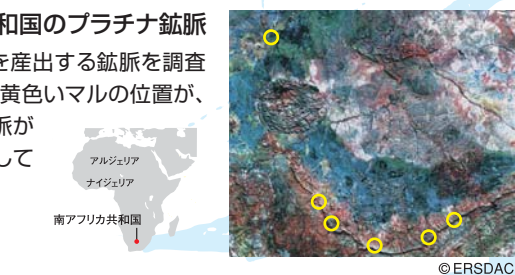 和国のプラチナ鉱脈
を産出する鉱脈を調査
黄色いマルの位置が、
脈が
して
アルジェリア
ナイジェリア
南アフリカ共和国
©ERSDAC